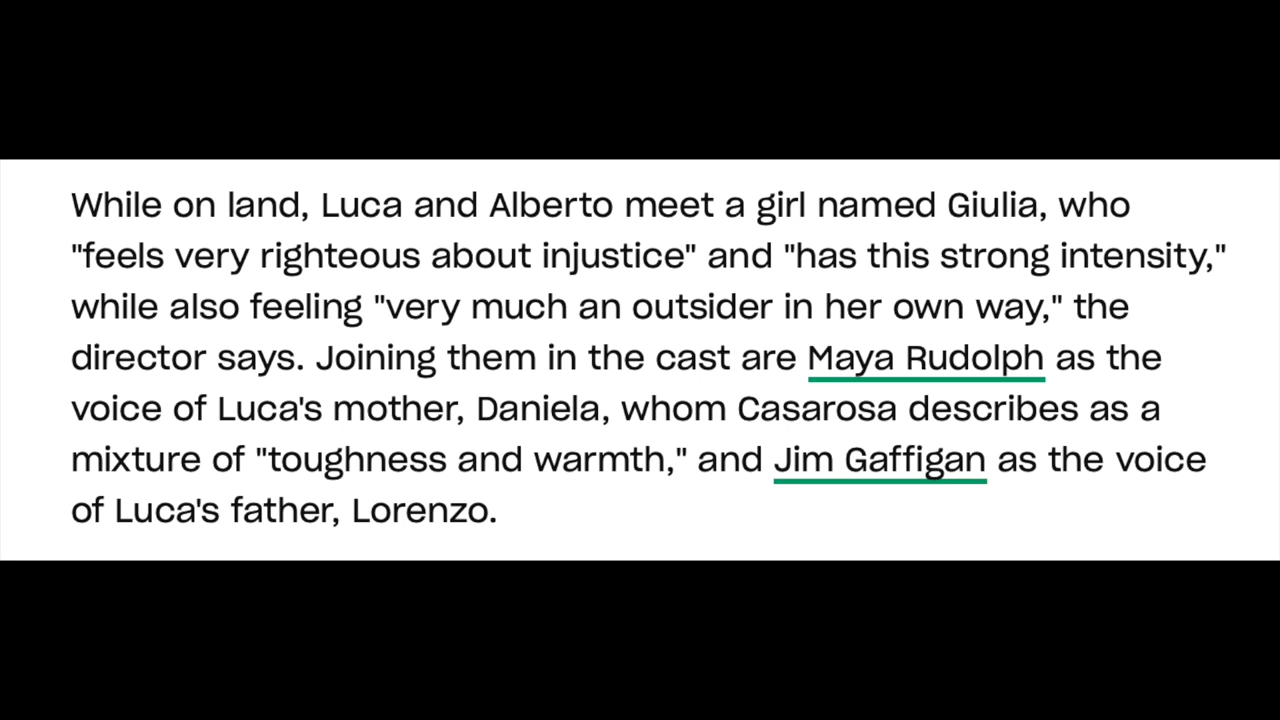 While on land, Luca and Alberto meet a girl named Giulia, who
"feels very righteous about injustice" and "has this strong intensity,"
while also feeling "very much an outsider in her own way," the
director says. Joining them in the cast are Maya Rudolph as the
voice of Luca's mother, Daniela, whom Casarosa describes as a
mixture of "toughness and warmth," and Jim Gaffigan as the voice
of Luca's father, Lorenzo.